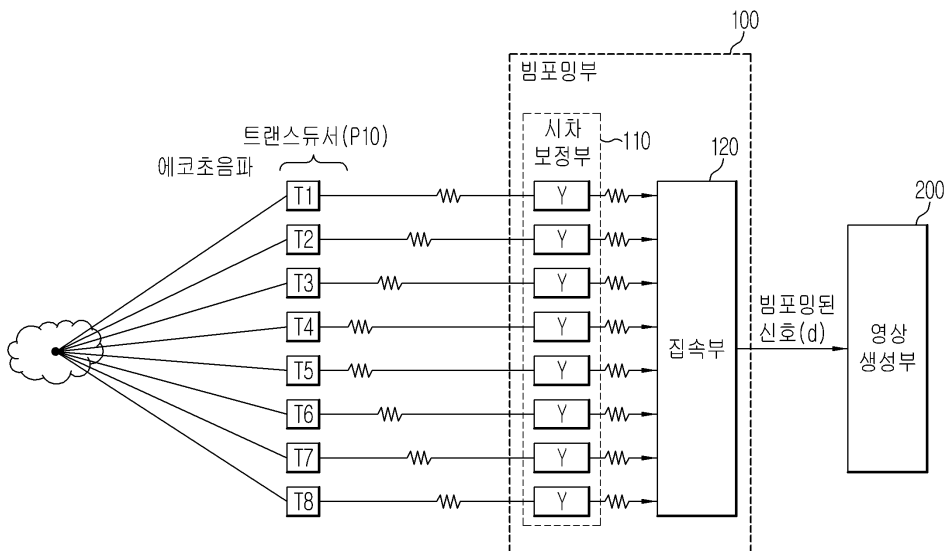 100
빔포밍부
트랜스듀서(P10)
에코초음파
시차
보정부
110
120
200
T1
Y
T2
Y
T3
Y
T4
Y
T5
Y
T6
Y
T7
Y
T8
Y
집속부
빔포밍된
신호(d)
영상
생성부